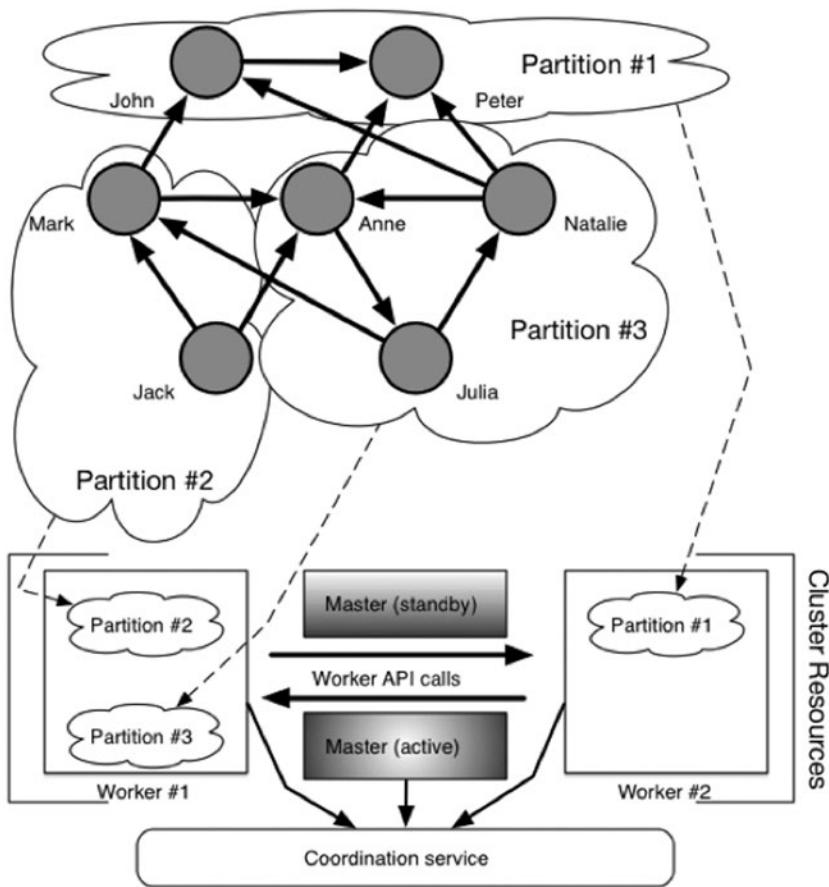 Partition #1
John
Peter
Mark
Anne
Natalie
Partition #3
Jack
Julia
Partition #2
Cluster Resources
Master (standby)
Partition #2
Partition #1
Worker API calls
Partition #3
Master (active)
Worker #1
Worker #2
Coordination service